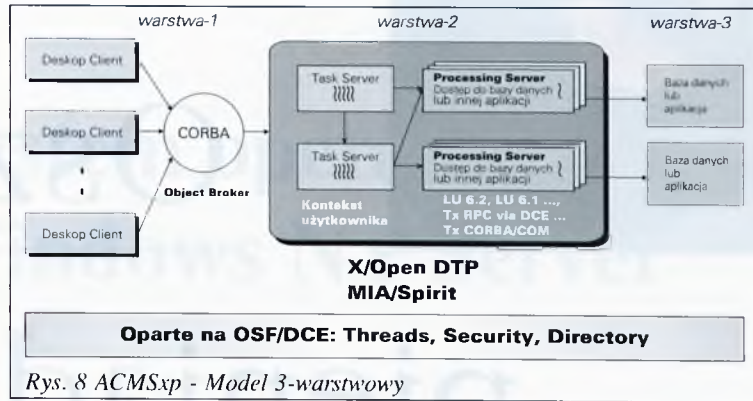 warstwa-1
warstwa-2
warstwa-3
Deskop Client
Deskop Client
Deskop Client
CORBA
Object Broker
Task Server
Task Server
Kontekst
użytkownika
Processing Server
Dostęp do bazy danych
lub innej aplikacji
Processing Server
Dostęp do bazy danych
lub innej aplikacji
LU 6.2, LU 6.1 ...,
Tx RPC via DCE ...
Tx CORBA/COM
Baza danych
lub
aplikacja
Baza danych
lub
aplikacja
X/Open DTP
MIA/Spirit
Oparte na OSF/DCE: Threads, Security, Directory
Rys. 8 ACMSxp - Model 3-warstwowy